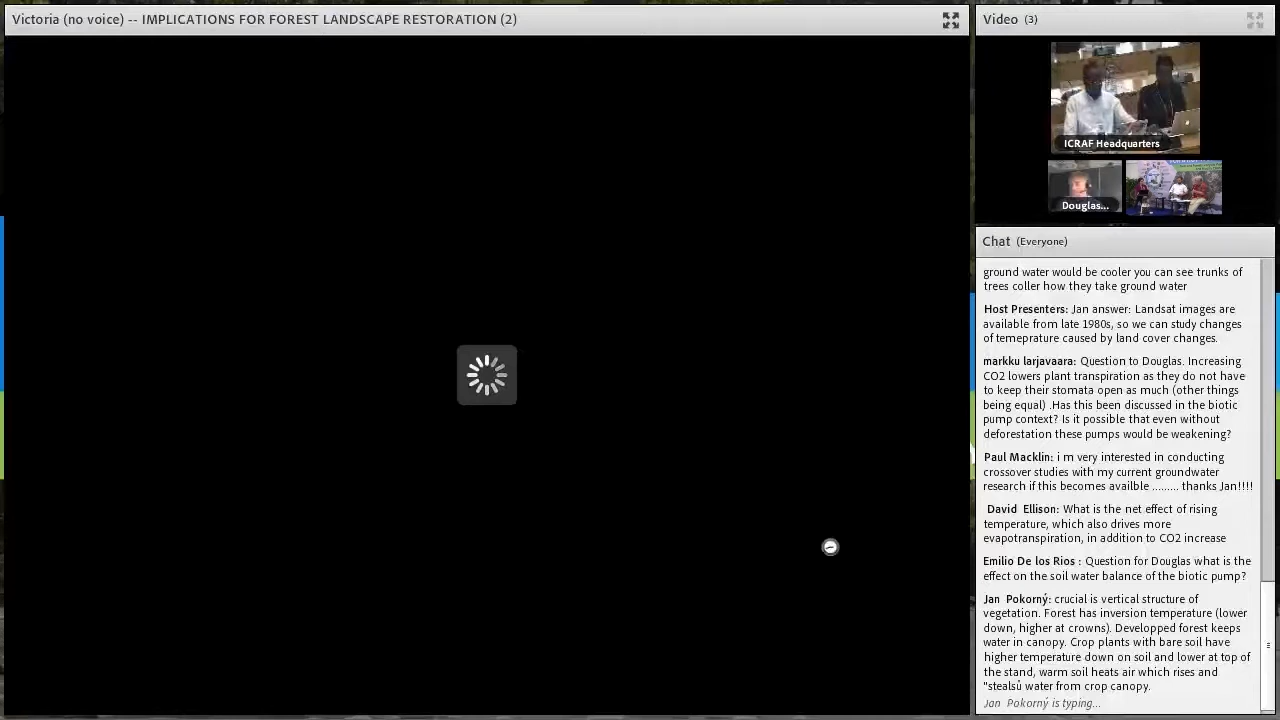 Victoria (no voice) -- IMPLICATIONS FOR FOREST LANDSCAPE RESTORATION (2)
Video (3)
ICRAF Headquarters
Douglas...
Chat (Everyone)
ground water would be cooler you can see trunks of
trees coller how they take ground water
Host Presenters: Jan answer: Landsat images are
available from late 1980s, so we can study changes
of temeprature caused by land cover changes.
markku larjavaara: Question to Douglas. Increasing
CO2 lowers plant transpiration as they do not have
to keep their stomata open as much (other things
being equal) .Has this been discussed in the biotic
pump context? Is it possible that even without
deforestation these pumps would be weakening?
Paul Macklin: i m very interested in conducting
crossover studies with my current groundwater
research if this becomes availble ......... thanks Jan!!!!
David Ellison: What is the net effect of rising
temperature, which also drives more
evapotranspiration, in addition to CO2 increase
Emilio De los Rios : Question for Douglas what is the
effect on the soil water balance of the biotic pump?
Jan Pokorný: crucial is vertical structure of
vegetation. Forest has inversion temperature (lower
down, higher at crowns). Developped forest keeps
water in canopy. Crop plants with bare soil have
higher temperature down on soil and lower at top of
the stand, warm soil heats air which rises and
"stealsů water from crop canopy.
Jan Pokorný is typing...